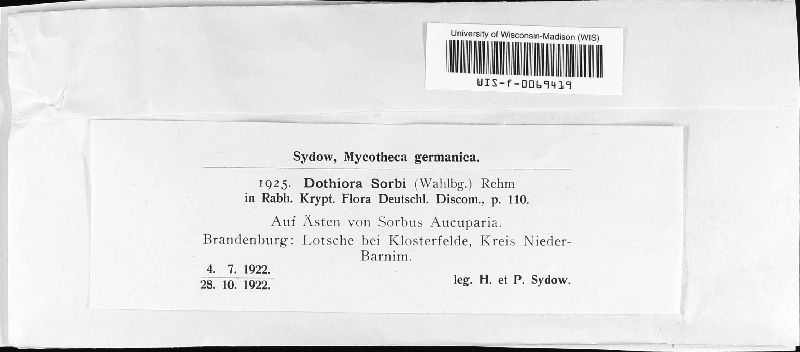 University of Wisconsin-Madison (WIS)
WIS-f-0069419
Sydow, Mycotheca germanica.
1925. Dothiora Sorbi (Wahlbg.) Rehm
in Rabh. Krypt. Flora Deutschl. Discom., p. 110.
Auf Ästen von Sorbus Aucuparia.
Brandenburg: Lotsche bei Klosterfelde, Kreis Nieder-
Barnim.
4. 7. 1922.
28. 10. 1922.
leg. H. et P. Sydow.